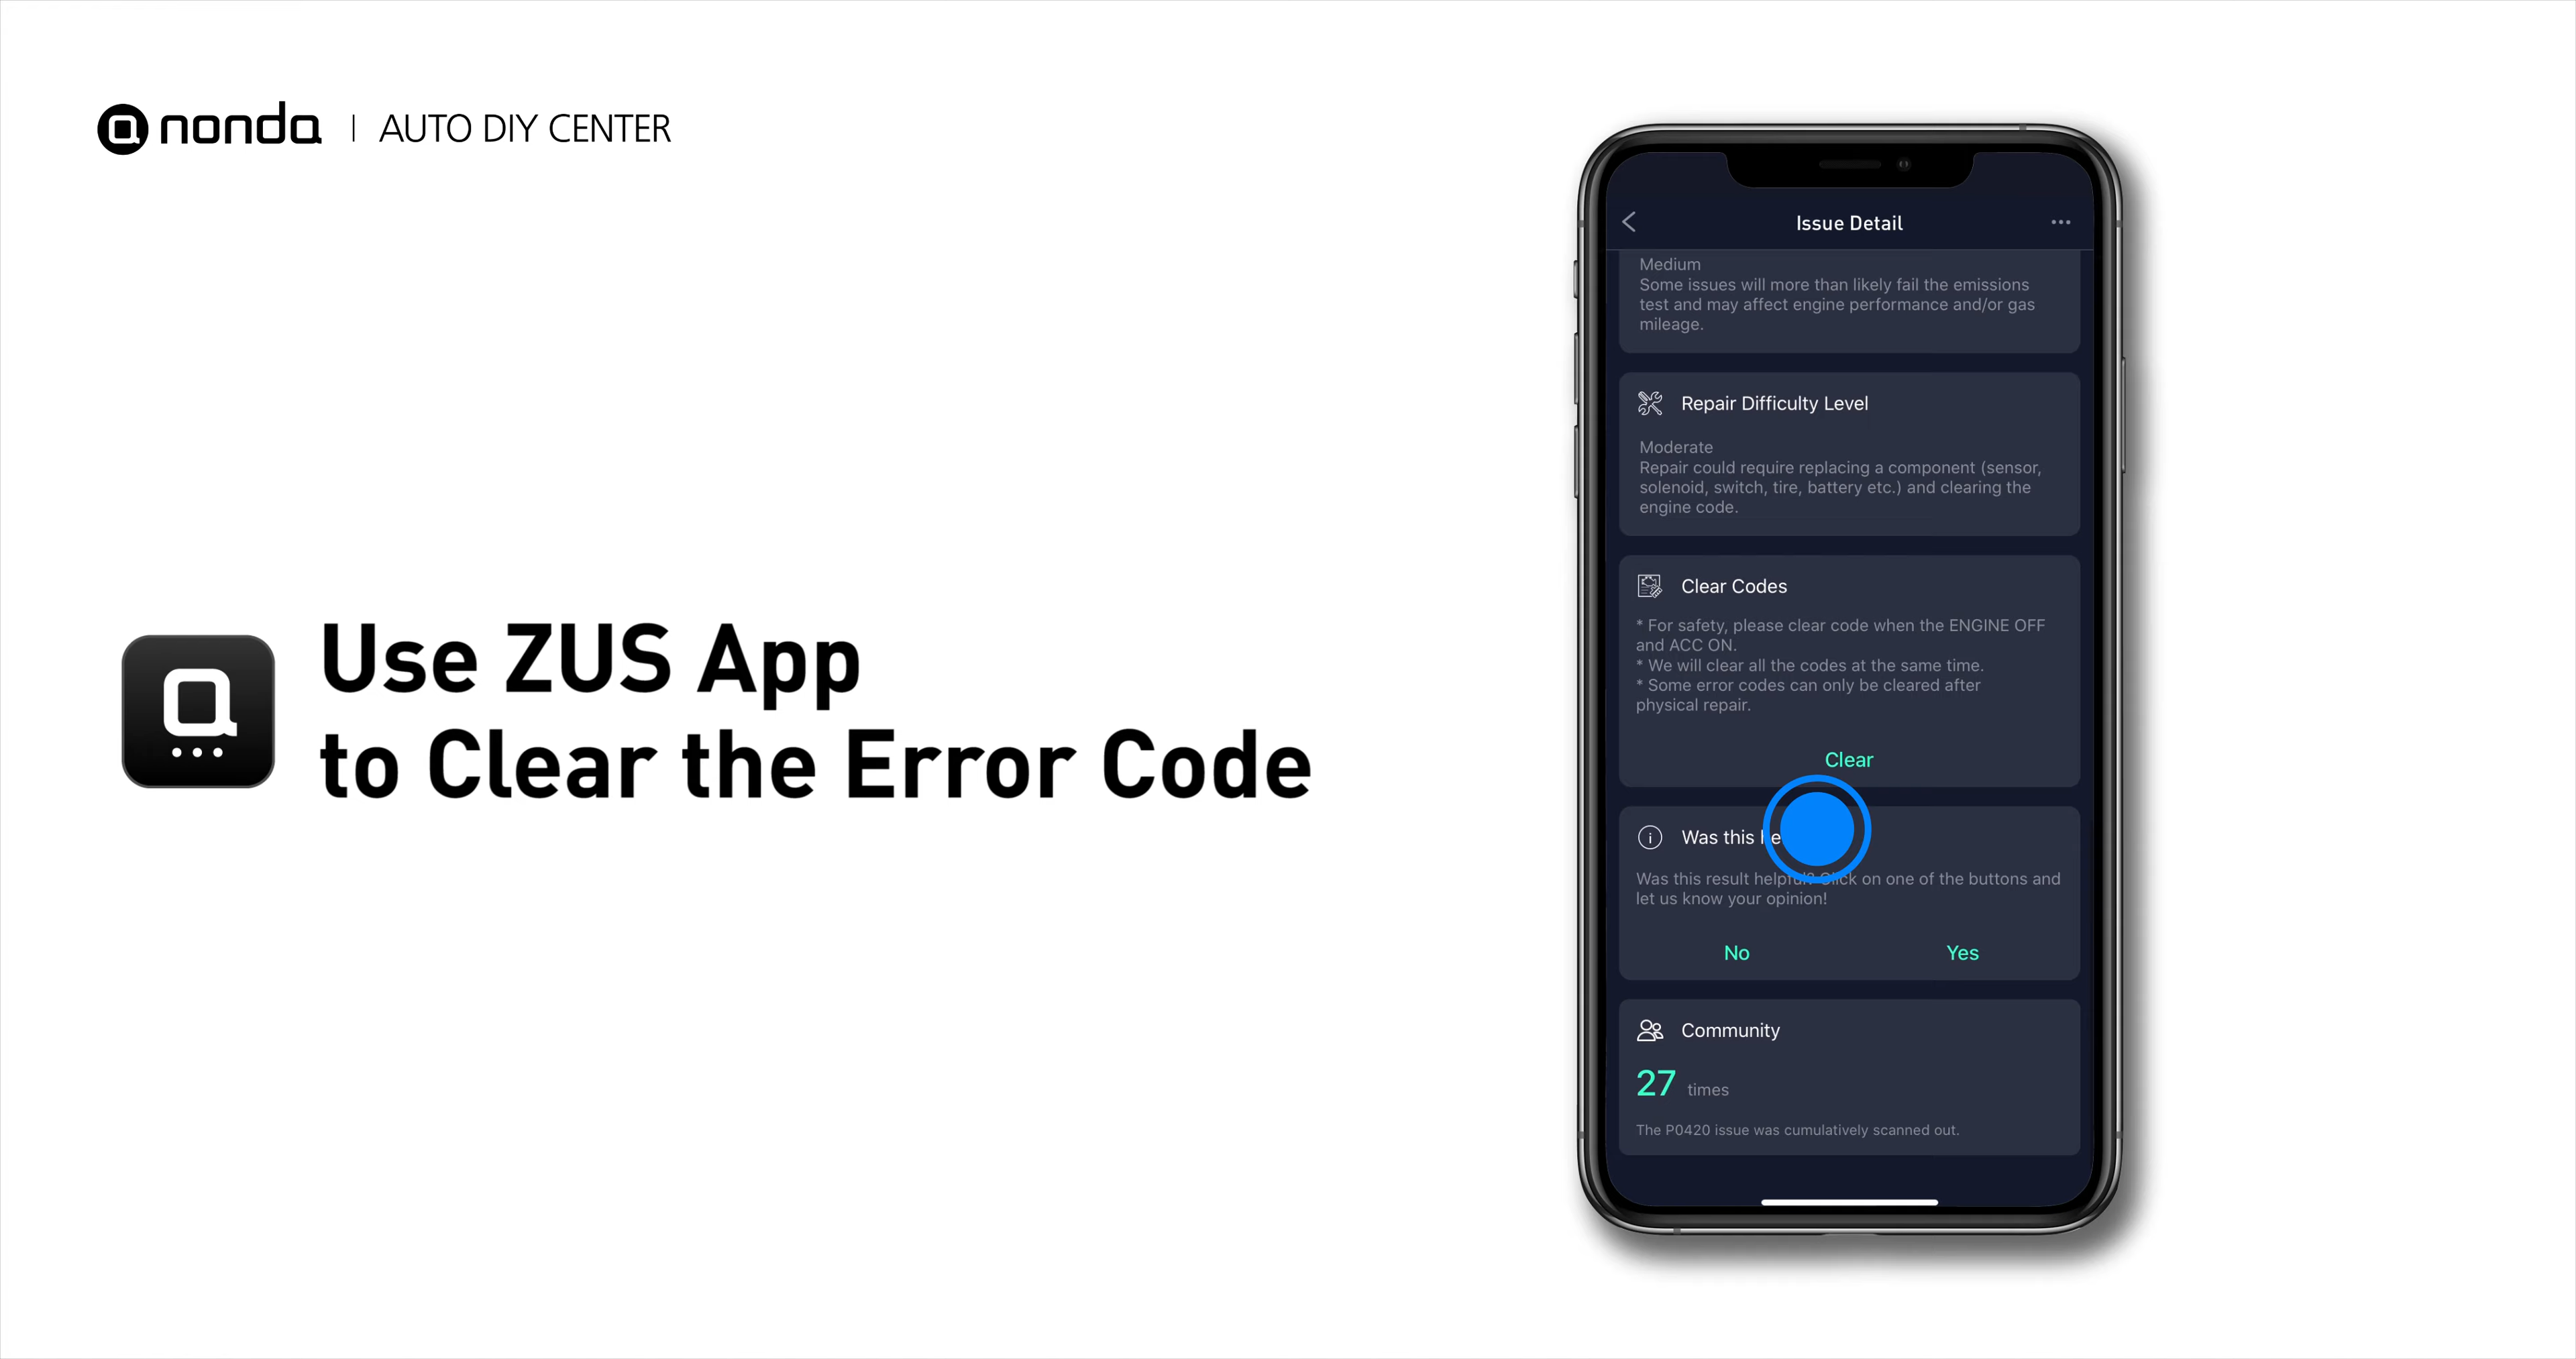 nonda | AUTO DIY CENTER
Use ZUS App
to Clear the Error Code
Issue Detail
Medium
Some issues will more than likely fail the emissions
test and may affect engine performance and/or gas
mileage.
Repair Difficulty Level
Moderate
Repair could require replacing a component (sensor,
solenoid, switch, tire, battery etc.) and clearing the
engine code.
Clear Codes
* For safety, please clear code when the ENGINE OFF
and ACC ON.
* We will clear all the codes at the same time.
* Some error codes can only be cleared after
physical repair.
Clear
Was this
Was this result helpful? Click on one of the buttons and
let us know your opinion!
No
Yes
Community
27 times
The P0420 issue was cumulatively scanned out.